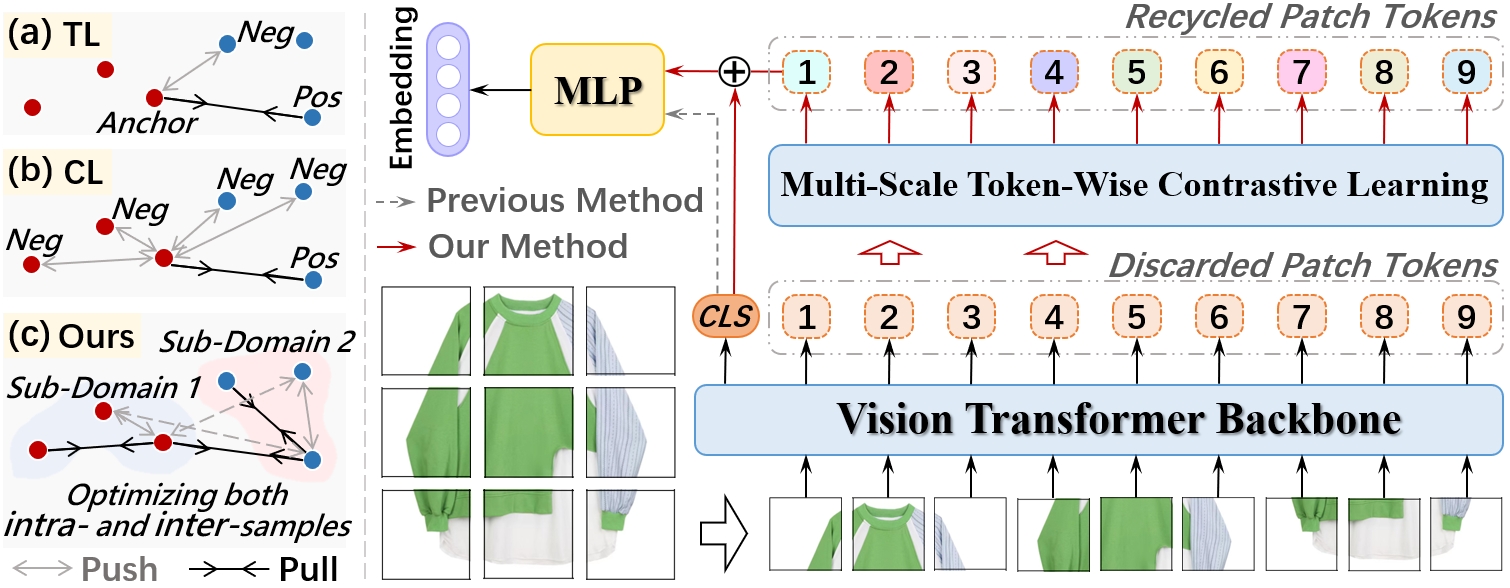 (a) TL
Neg
Anchor
Pos
(b) CL
Neg
Neg
Neg
Neg
Pos
(c) Ours
Sub-Domain 2
Sub-Domain 1
Optimizing both
intra- and inter-samples
Push
Pull
Embedding
MLP
+
Previous Method
Our Method
CLS
Recycled Patch Tokens
1 2 3 4 5 6 7 8 9
Multi-Scale Token-Wise Contrastive Learning
Discarded Patch Tokens
1 2 3 4 5 6 7 8 9
Vision Transformer Backbone